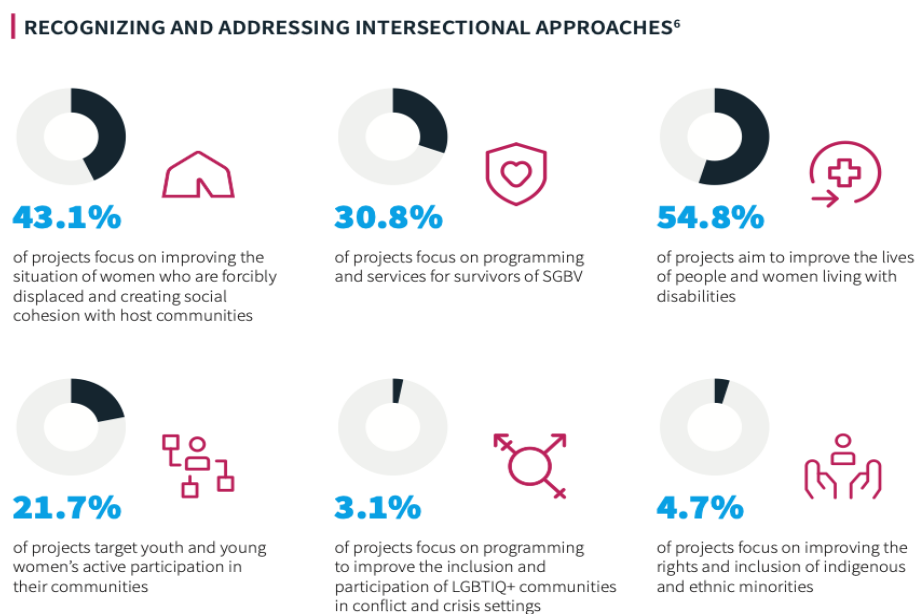 RECOGNIZING AND ADDRESSING INTERSECTIONAL APPROACHES⁶
43.1%
of projects focus on improving the
situation of women who are forcibly
displaced and creating social
cohesion with host communities
30.8%
of projects focus on programming
and services for survivors of SGBV
54.8%
of projects aim to improve the lives
of people and women living with
disabilities
21.7%
of projects target youth and young
women’s active participation in
their communities
3.1%
of projects focus on programming
to improve the inclusion and
participation of LGBTIQ+ communities
in conflict and crisis settings
4.7%
of projects focus on improving the
rights and inclusion of indigenous
and ethnic minorities